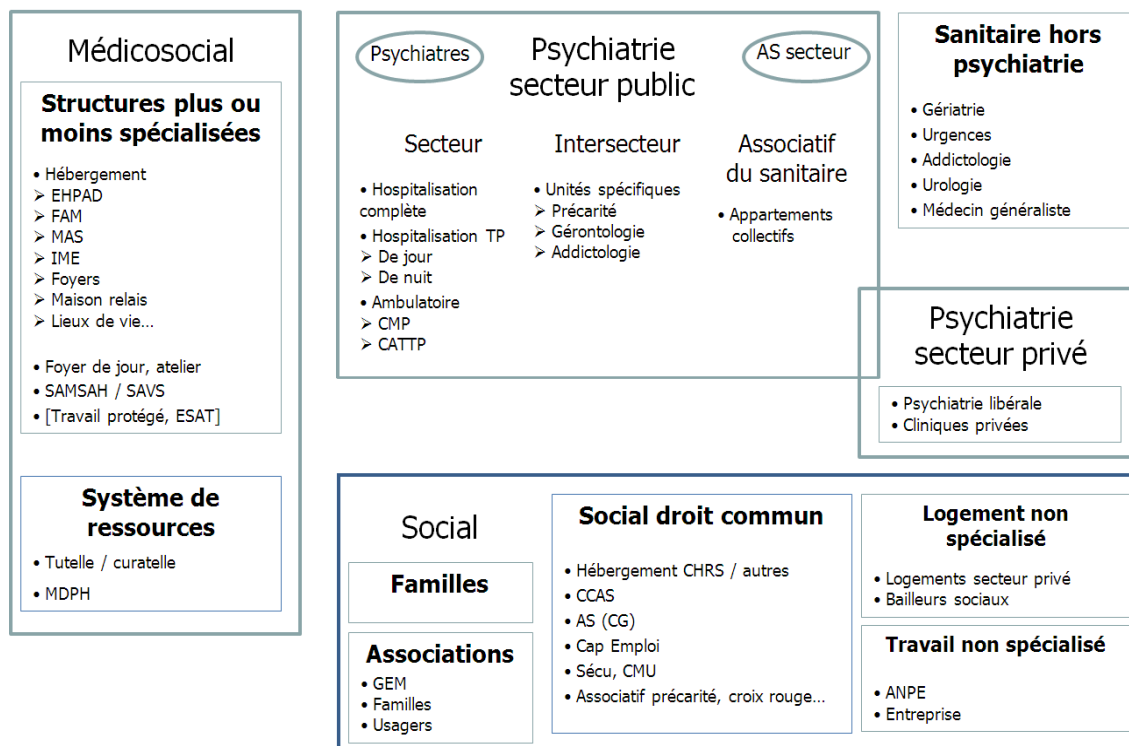 Médicosocial
Structures plus ou
moins spécialisées
• Hébergement
➢ EHPAD
➢ FAM
➢ MAS
➢ IME
➢ Foyers
➢ Maison relais
➢ Lieux de vie…
• Foyer de jour, atelier
• SAMSAH / SAVS
• [Travail protégé, ESAT]
Système de
ressources
• Tutelle / curatelle
• MDPH
Psychiatres
Psychiatrie
secteur public
AS secteur
Secteur
• Hospitalisation
complète
• Hospitalisation TP
➢ De jour
➢ De nuit
• Ambulatoire
➢ CMP
➢ CATTP
Intersecteur
• Unités spécifiques
➢ Précarité
➢ Gérontologie
➢ Addictologie
Associatif
du sanitaire
• Appartements
collectifs
Sanitaire hors
psychiatrie
• Gériatrie
• Urgences
• Addictologie
• Urologie
• Médecin généraliste
Psychiatrie
secteur privé
• Psychiatrie libérale
• Cliniques privées
Social
Familles
Associations
• GEM
• Familles
• Usagers
Social droit commun
• Hébergement CHRS / autres
• CCAS
• AS (CG)
• Cap Emploi
• Sécu, CMU
• Associatif précarité, croix rouge…
Logement non
spécialisé
• Logements secteur privé
• Bailleurs sociaux
Travail non spécialisé
• ANPE
• Entreprise